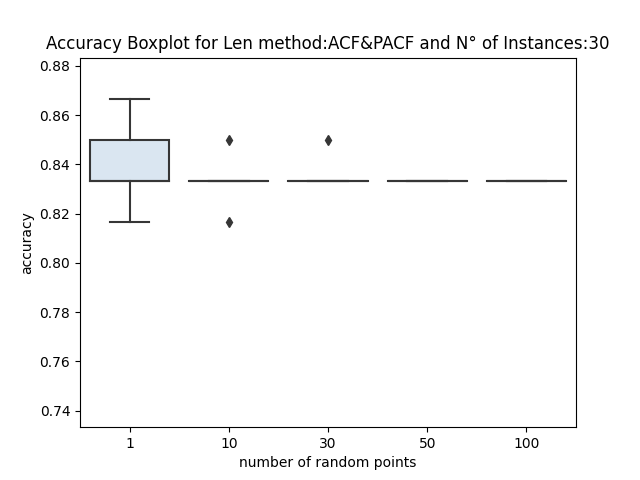 Accuracy Boxplot for Len method:ACF&PACF and N° of Instances:30
0.88
0.86
0.84
0.82
0.80
0.78
0.76
0.74
accuracy
1 10 30 50 100
number of random points